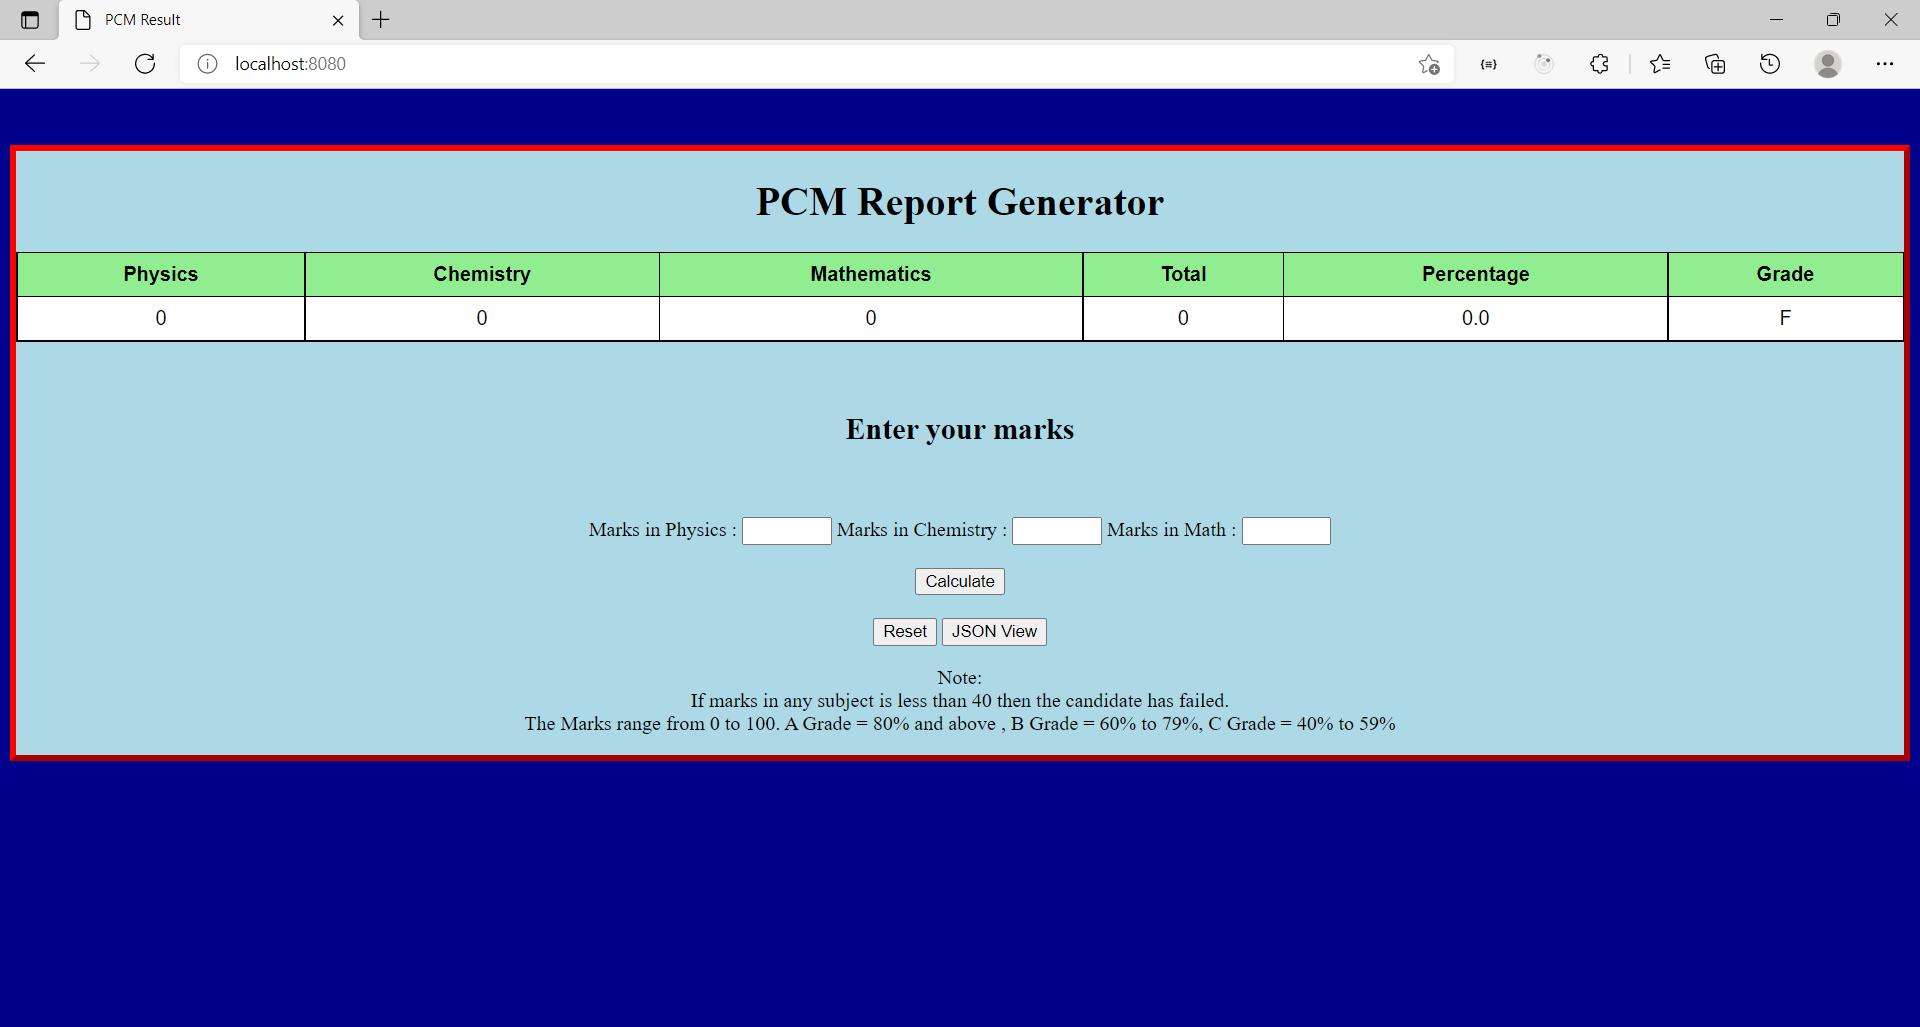 PCM Result
localhost:8080
PCM Report Generator
Physics Chemistry Mathematics Total Percentage Grade
0 0 0 0 0.0 F
Enter your marks
Marks in Physics : Marks in Chemistry : Marks in Math :
Calculate
Reset JSON View
Note:
If marks in any subject is less than 40 then the candidate has failed.
The Marks range from 0 to 100. A Grade = 80% and above , B Grade = 60% to 79%, C Grade = 40% to 59%